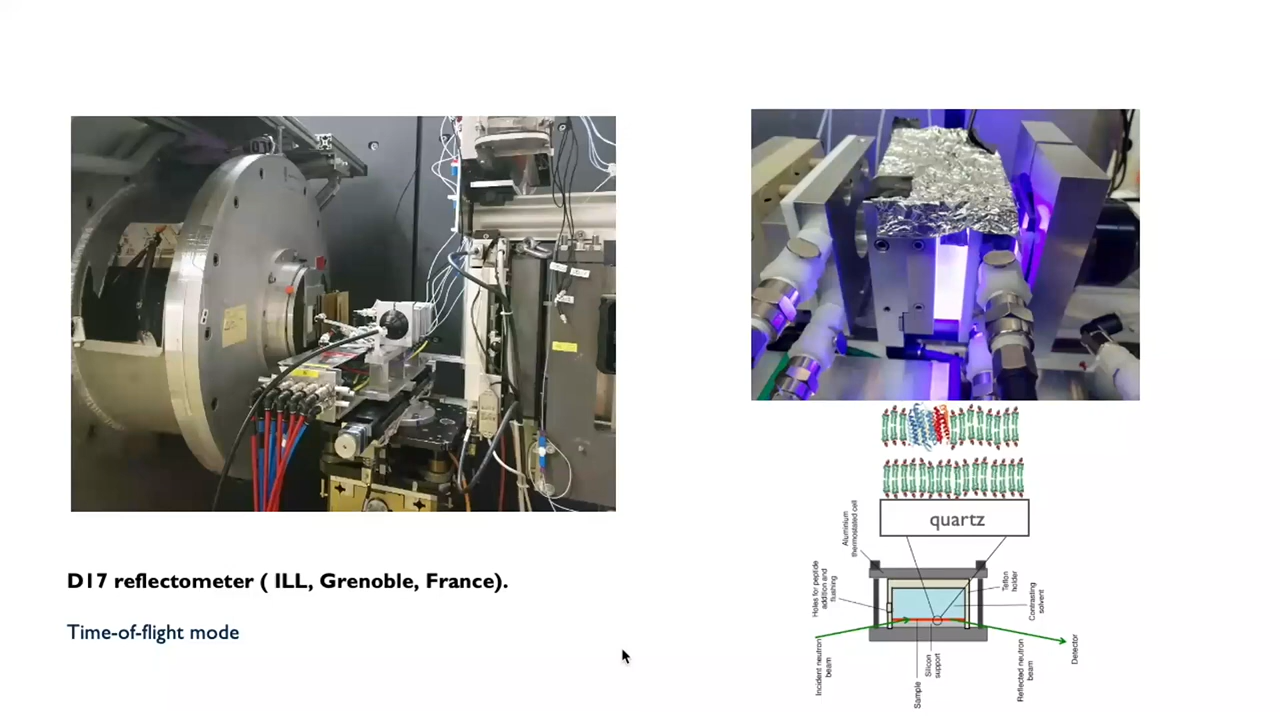 D17 reflectometer ( ILL, Grenoble, France).
Time-of-flight mode
quartz
Aluminium
thermostated cell
Holes for peptide
addition and
flushing
Teflon
holder
Contrasting
solvent
Incident neutron
beam
Sample
Silicon
support
Reflected neutron
beam
Detector